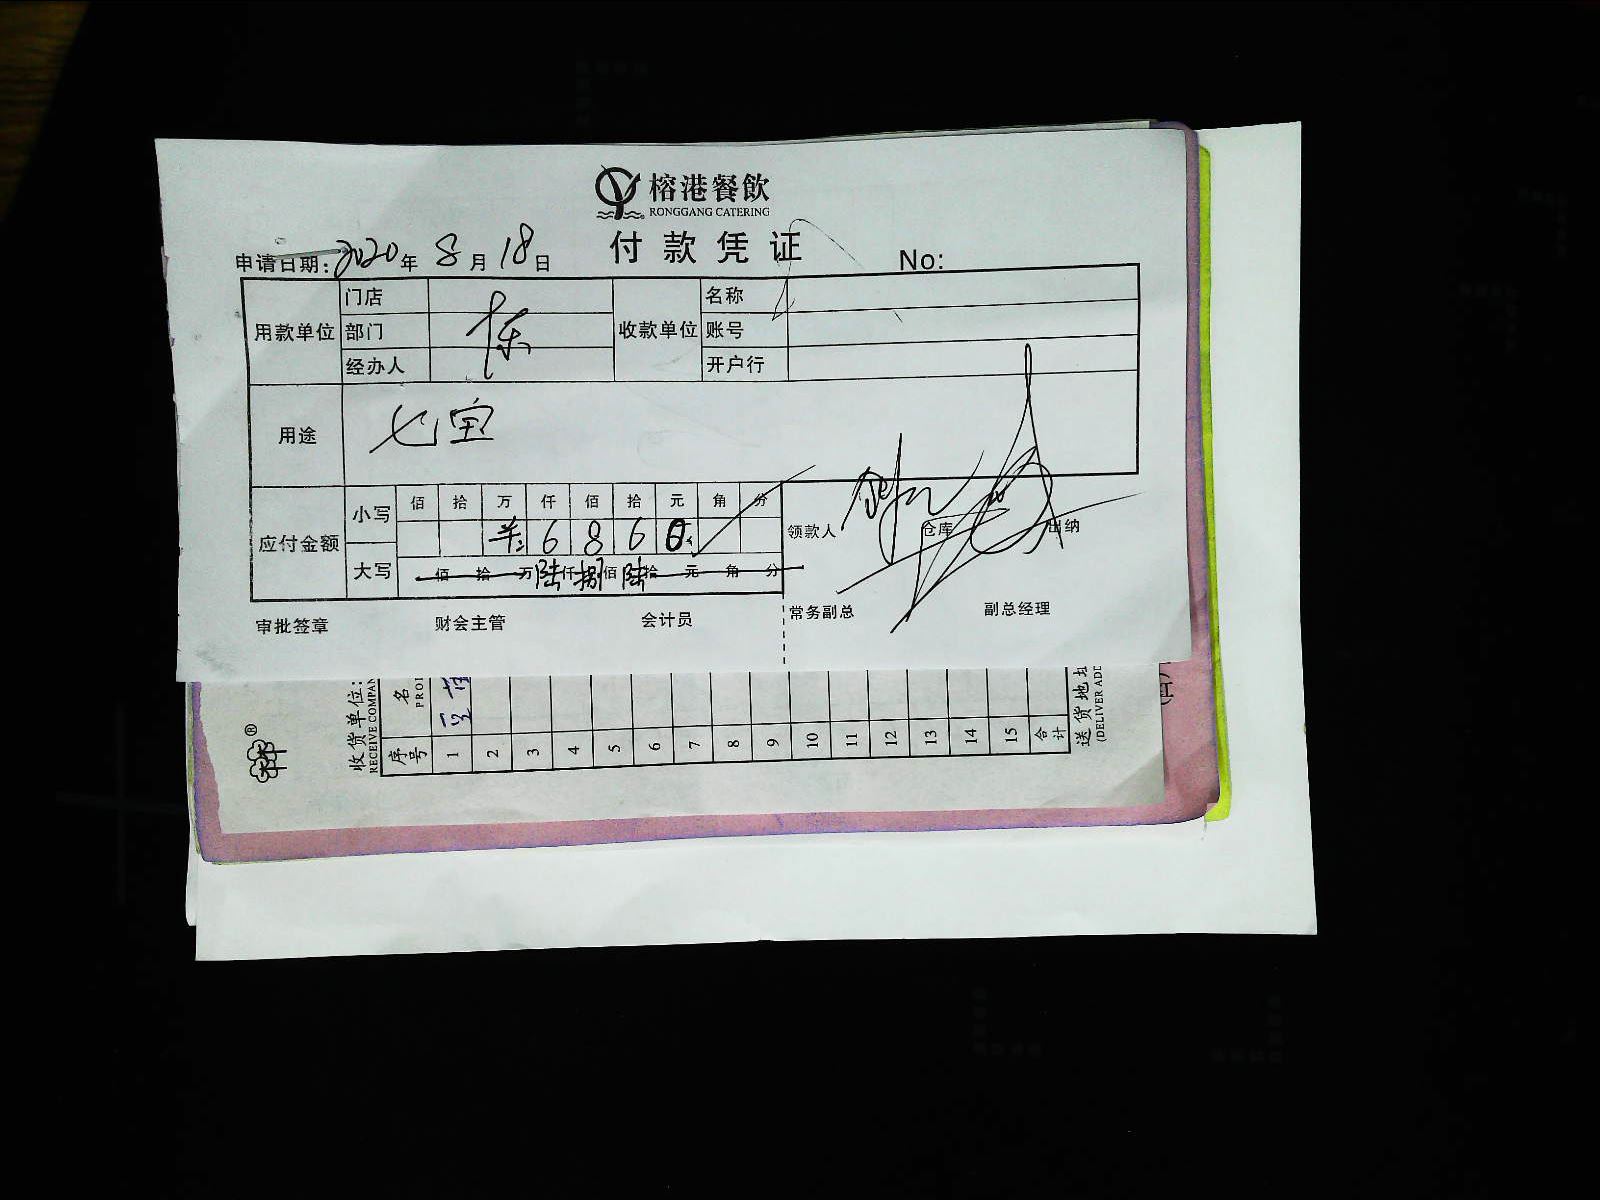 榕港餐飲
RONGGANG CATERING
付款凭证
申请日期: 2020 年 8 月 18 日 No:
用款单位 门店 部门 经办人 陈 收款单位 名称 账号 开户行
用途 七宝
应付金额 小写 佰 拾 万 仟 佰 拾 元 角 分
6 8 6 0
大写 佰 拾 万 陆 仟 捌 佰 陆 拾 元 角 分
领款人 仓库 出纳
审批签章 财会主管 会计员 常务副总 副总经理
收货单位:
RECEIVE COMPAN
序号 1 2 3 4 5 6 7 8 9 10 11 12 13 14 15 合计
名
PRO
送货地址
(DELIVER ADD